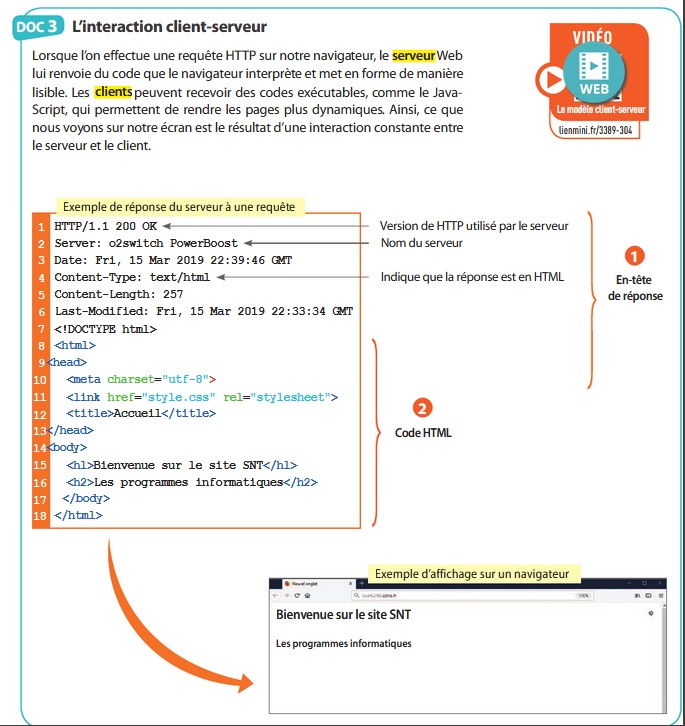 DOC 3 L'interaction client-serveur
Lorsque l'on effectue une requête HTTP sur notre navigateur, le serveur Web
lui renvoie du code que le navigateur interprète et met en forme de manière
lisible. Les clients peuvent recevoir des codes exécutables, comme le Java-
Script, qui permettent de rendre les pages plus dynamiques. Ainsi, ce que
nous voyons sur notre écran est le résultat d'une interaction constante entre
le serveur et le client.
VIDÉO
WEB
Le modèle client-serveur
lienmini.fr/3389-304
Exemple de réponse du serveur à une requête
1 HTTP/1.1 200 OK
2 Server: o2switch PowerBoost
3 Date: Fri, 15 Mar 2019 22:39:46 GMT
4 Content-Type: text/html
5 Content-Length: 257
6 Last-Modified: Fri, 15 Mar 2019 22:33:34 GMT
7 <!DOCTYPE html>
8 <html>
9 <head>
10 <meta charset="utf-8">
11 <link href="style.css" rel="stylesheet">
12 <title>Accueil</title>
13 </head>
14 <body>
15 <h1>Bienvenue sur le site SNT</h1>
16 <h2>Les programmes informatiques</h2>
17 </body>
18 </html>
Version de HTTP utilisé par le serveur
Nom du serveur
Indique que la réponse est en HTML
1
En-tête
de réponse
2
Code HTML
Exemple d'affichage sur un navigateur
Nouvel onglet
Bienvenue sur le site SNT
Les programmes informatiques